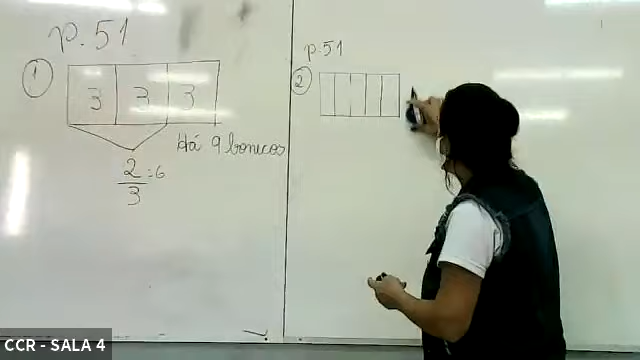 p.51
1
3 3 3
Há 9 bonecos
2/3 = 6
p.51
2
CCR - SALA 4